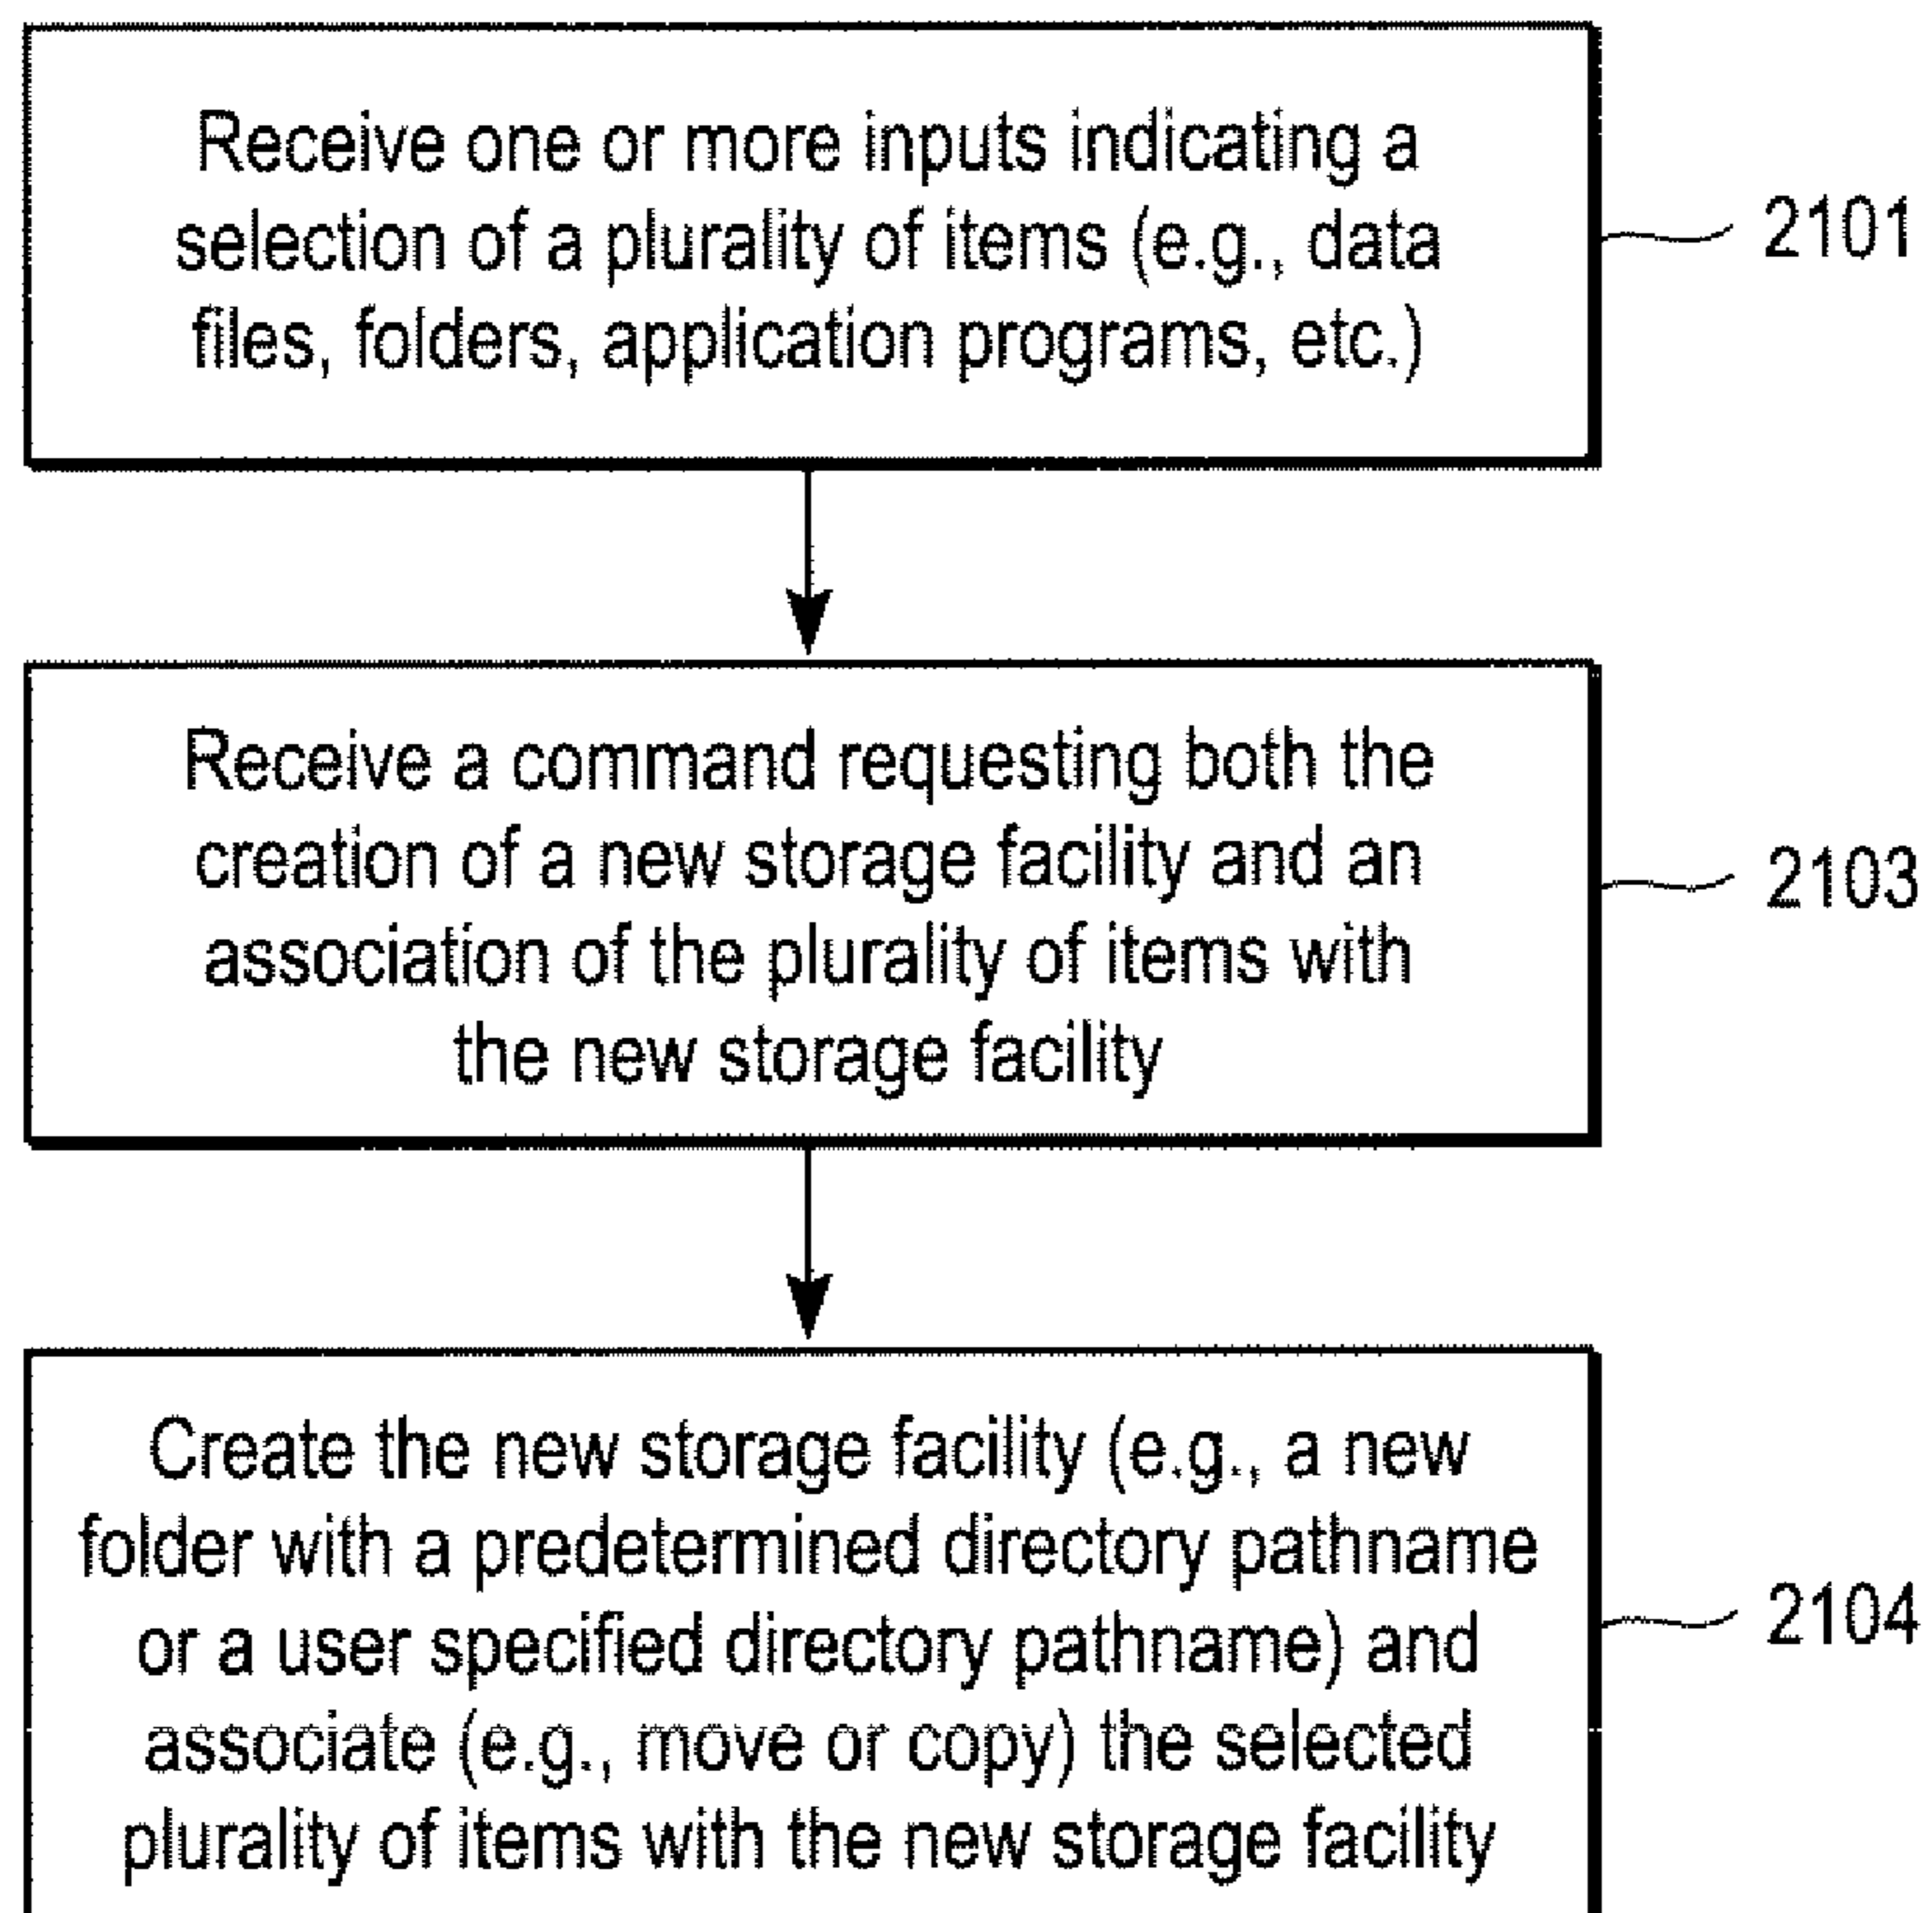 Receive one or more inputs indicating a
selection of a plurality of items (e.g., data
files, folders, application programs, etc.)
2101
Receive a command requesting both the
creation of a new storage facility and an
association of the plurality of items with
the new storage facility
2103
Create the new storage facility (e.g., a new
folder with a predetermined directory pathname
or a user specified directory pathname) and
associate (e.g., move or copy) the selected
plurality of items with the new storage facility
2104